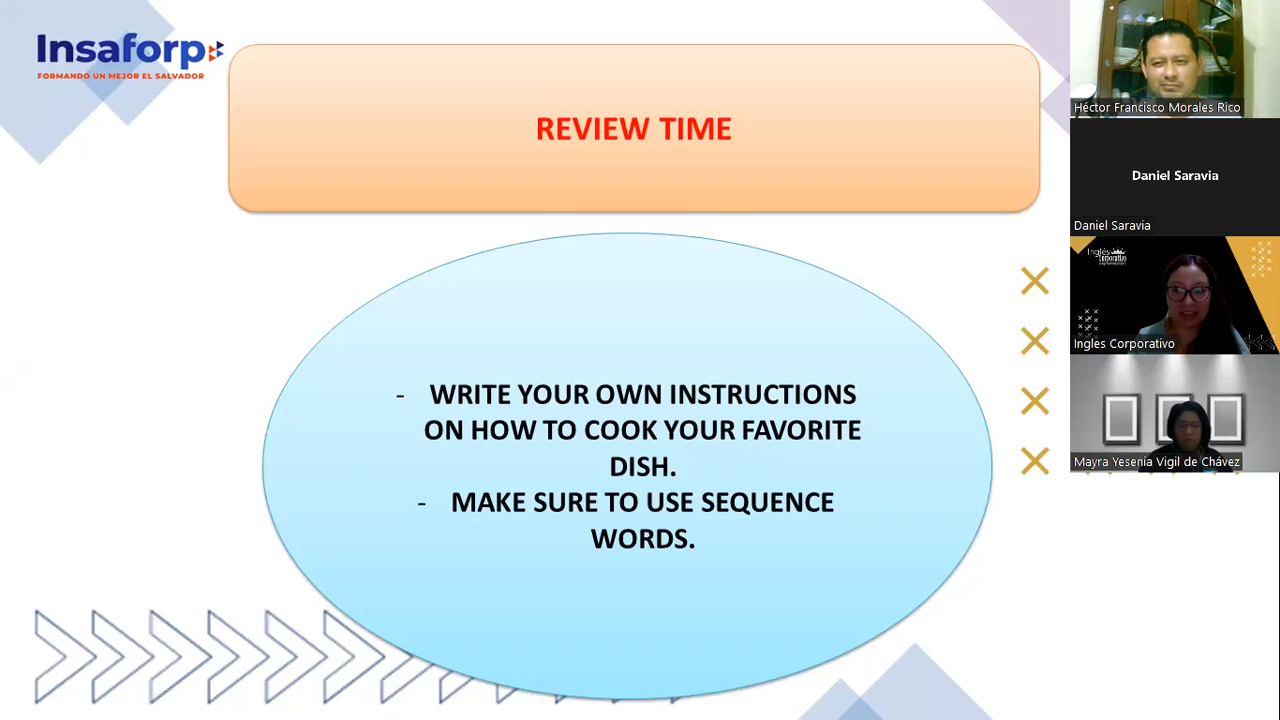 Insaforp
FORMANDO UN MEJOR EL SALVADOR
REVIEW TIME
- WRITE YOUR OWN INSTRUCTIONS
ON HOW TO COOK YOUR FAVORITE
DISH.
- MAKE SURE TO USE SEQUENCE
WORDS.
Héctor Francisco Morales Rico
Daniel Saravia
Daniel Saravia
Inglés
Corporativo
Ingles Corporativo
Mayra Yesenia Vigil de Chávez